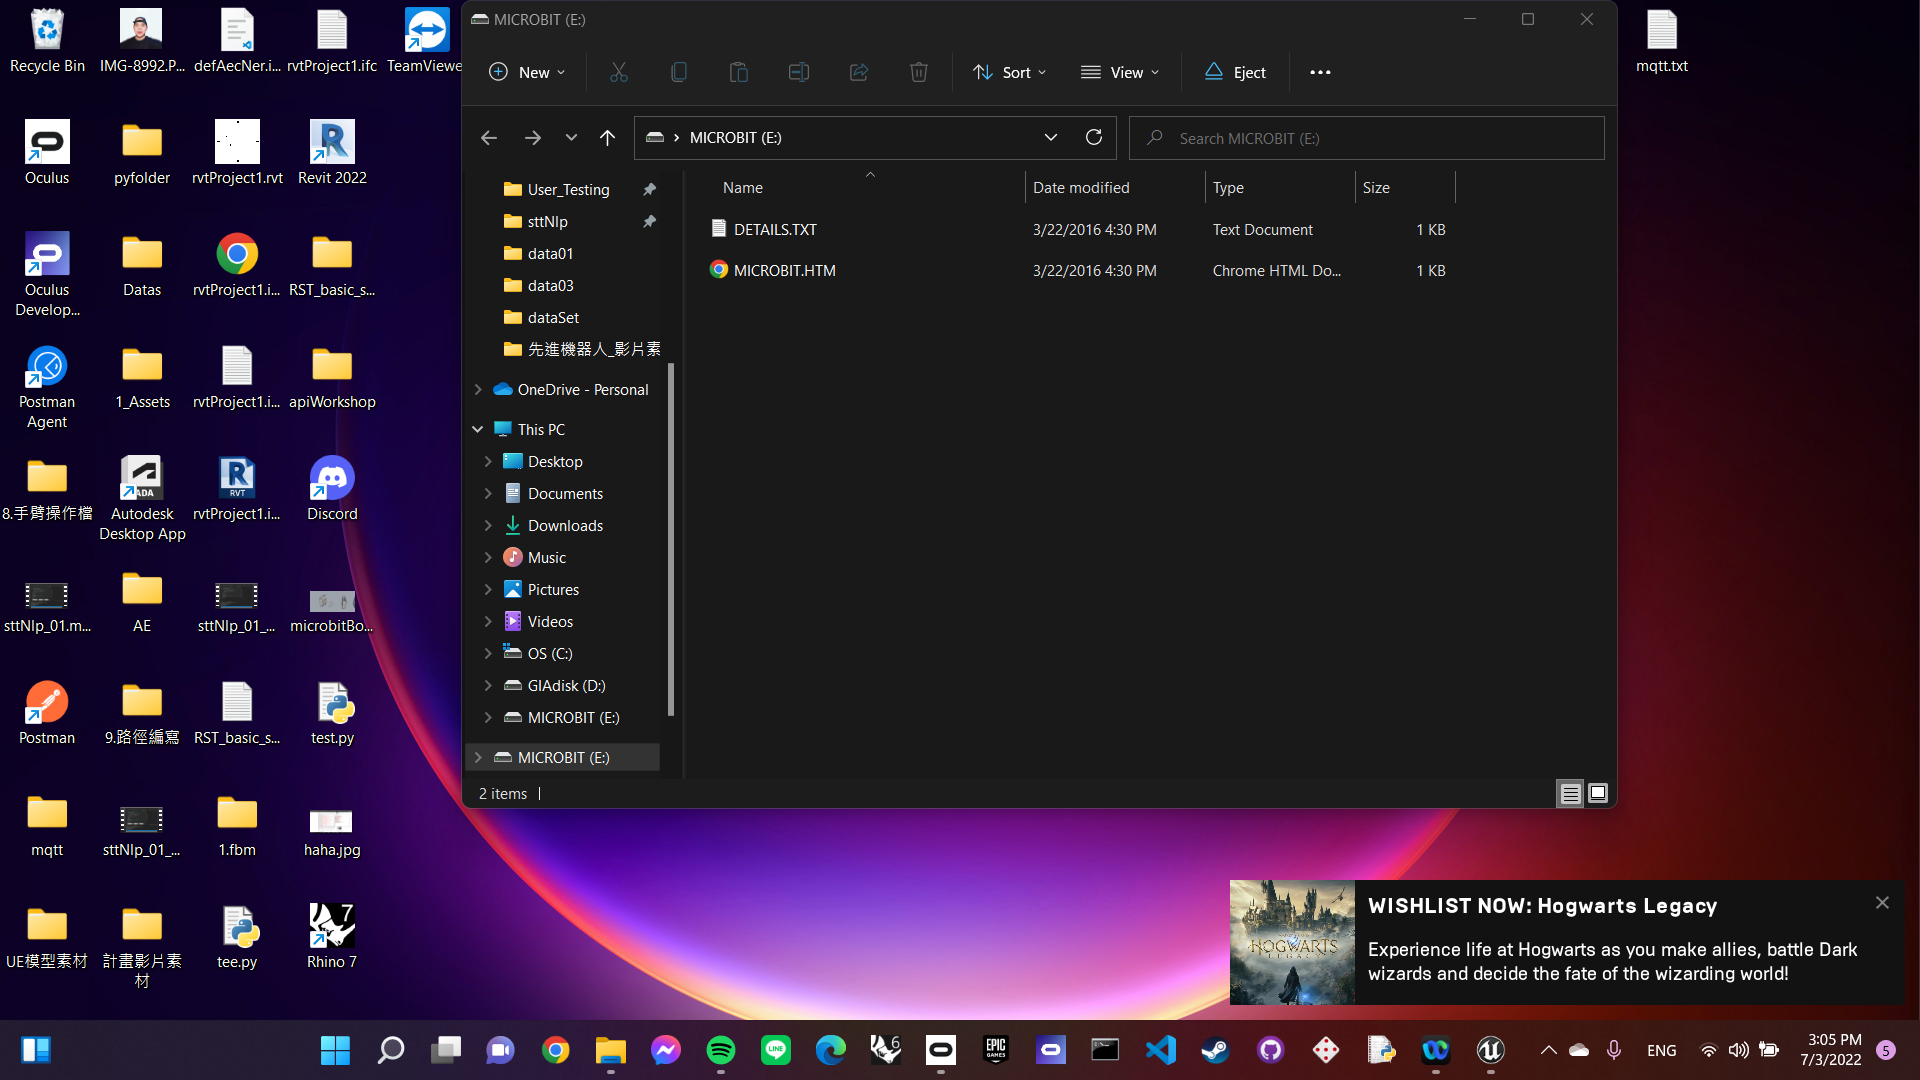 Recycle Bin
IMG-8992.P...
defAecNer.i...
rvtProject1.ifc
TeamViewe
Oculus
pyfolder
rvtProject1.rvt
Revit 2022
Oculus
Develop...
Datas
rvtProject1.i...
RST_basic_s...
Postman
Agent
1_Assets
rvtProject1.i...
apiWorkshop
8.手臂操作檔
Autodesk
Desktop App
rvtProject1.i...
Discord
sttNlp_01.m...
AE
sttNlp_01_...
microbitBo...
Postman
9.路徑編寫
RST_basic_s...
test.py
mqtt
sttNlp_01_...
1.fbm
haha.jpg
UE模型素材
計畫影片素
材
tee.py
Rhino 7
mqtt.txt
MICROBIT (E:)
New
Sort
View
Eject
MICROBIT (E:)
Search MICROBIT (E:)
User_Testing
sttNlp
data01
data03
dataSet
先進機器人_影片素
OneDrive - Personal
This PC
Desktop
Documents
Downloads
Music
Pictures
Videos
OS (C:)
GIAdisk (D:)
MICROBIT (E:)
MICROBIT (E:)
Name
Date modified
Type
Size
DETAILS.TXT
3/22/2016 4:30 PM
Text Document
1 KB
MICROBIT.HTM
3/22/2016 4:30 PM
Chrome HTML Do...
1 KB
2 items
HOGWARTS
LEGACY
WISHLIST NOW: Hogwarts Legacy
Experience life at Hogwarts as you make allies, battle Dark
wizards and decide the fate of the wizarding world!
ENG
3:05 PM
7/3/2022
5